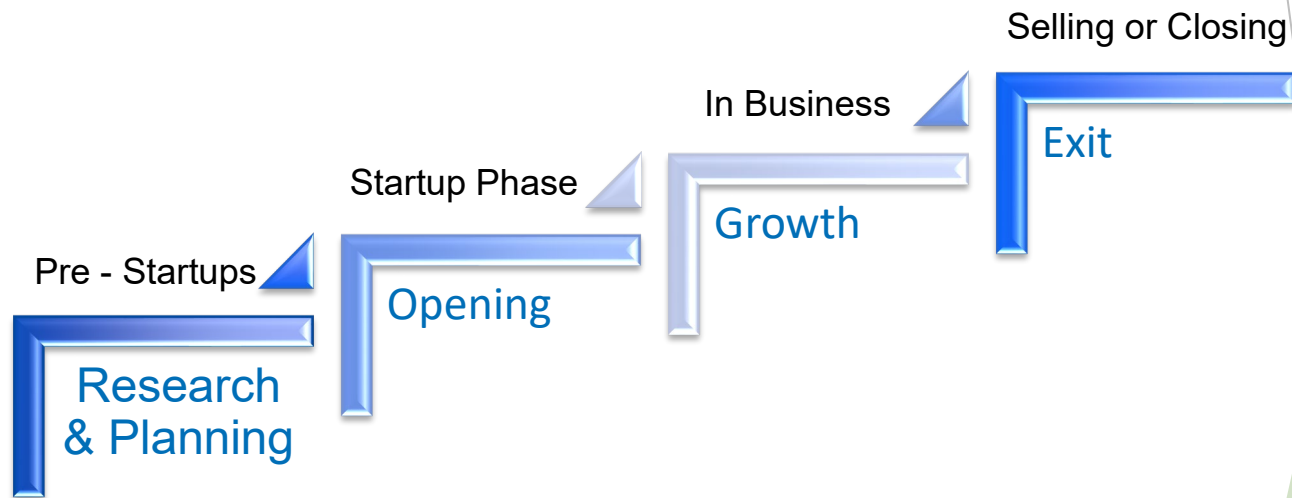 Selling or Closing
Exit
In Business
Growth
Startup Phase
Opening
Pre - Startups
Research
& Planning